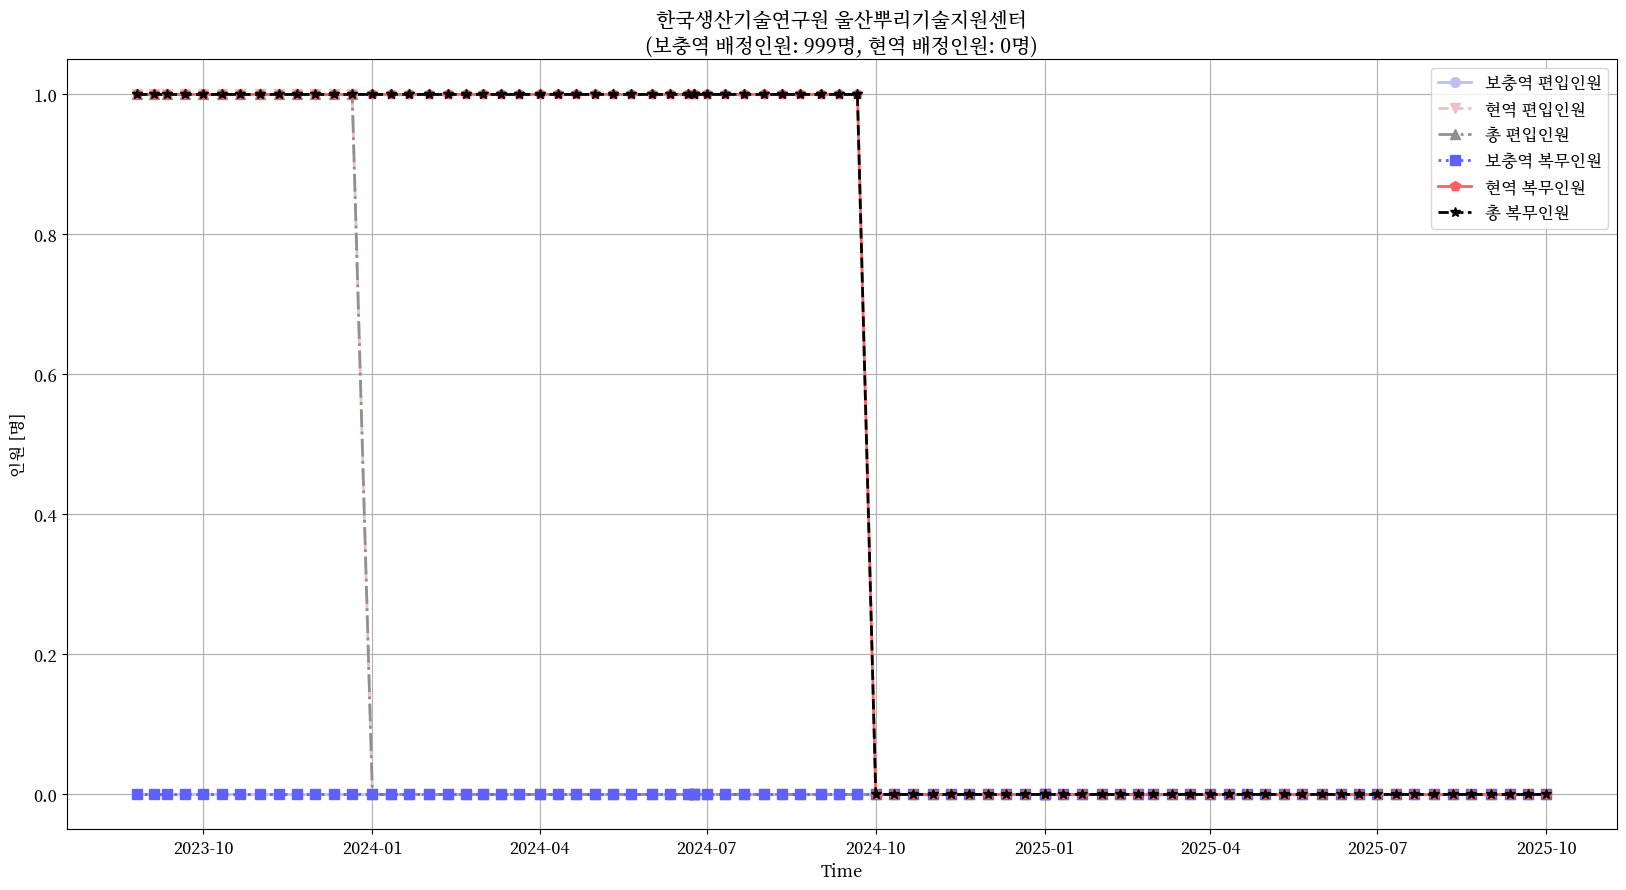 한국생산기술연구원 울산뿌리기술지원센터
(보충역 배정인원: 999명, 현역 배정인원: 0명)
보충역 편입인원
현역 편입인원
총 편입인원
보충역 복무인원
현역 복무인원
총 복무인원
1.0
0.8
0.6
0.4
0.2
0.0
인원 [명]
2023-10
2024-01
2024-04
2024-07
2024-10
2025-01
2025-04
2025-07
2025-10
Time